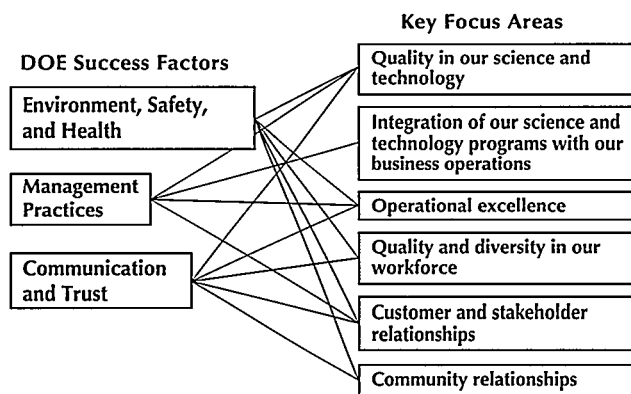 Key Focus Areas
DOE Success Factors
Quality in our science and
technology
Environment, Safety,
and Health
Integration of our science and
technology programs with our
business operations
Management
Practices
Operational excellence
Quality and diversity in our
workforce
Communication
and Trust
Customer and stakeholder
relationships
Community relationships